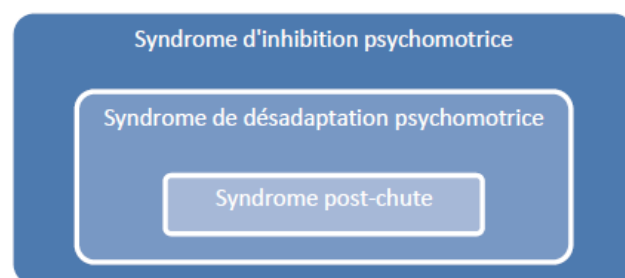 Syndrome d'inhibition psychomotrice
Syndrome de désadaptation psychomotrice
Syndrome post-chute